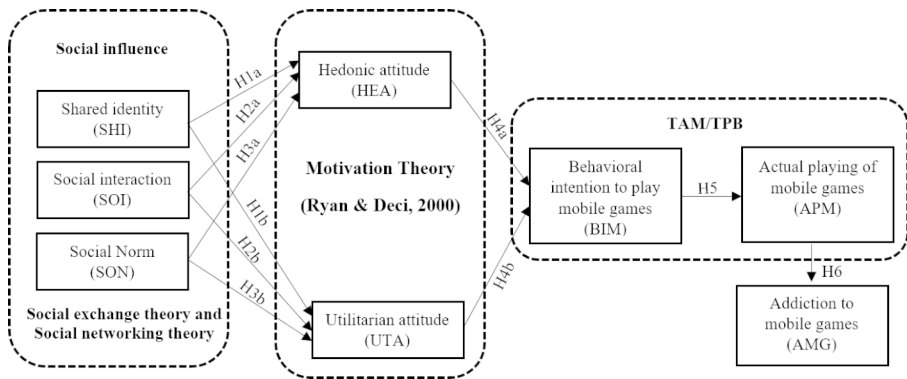 Social influence
Shared identity
(SHI)
Social interaction
(SOI)
Social Norm
(SON)
Social exchange theory and
Social networking theory
H1a
H2a
H3a
H1b
H2b
H3b
Hedonic attitude
(HEA)
Motivation Theory
(Ryan & Deci, 2000)
Utilitarian attitude
(UTA)
H4a
H4b
TAM/TPB
Behavioral
intention to play
mobile games
(BIM)
H5
Actual playing of
mobile games
(APM)
H6
Addiction to
mobile games
(AMG)